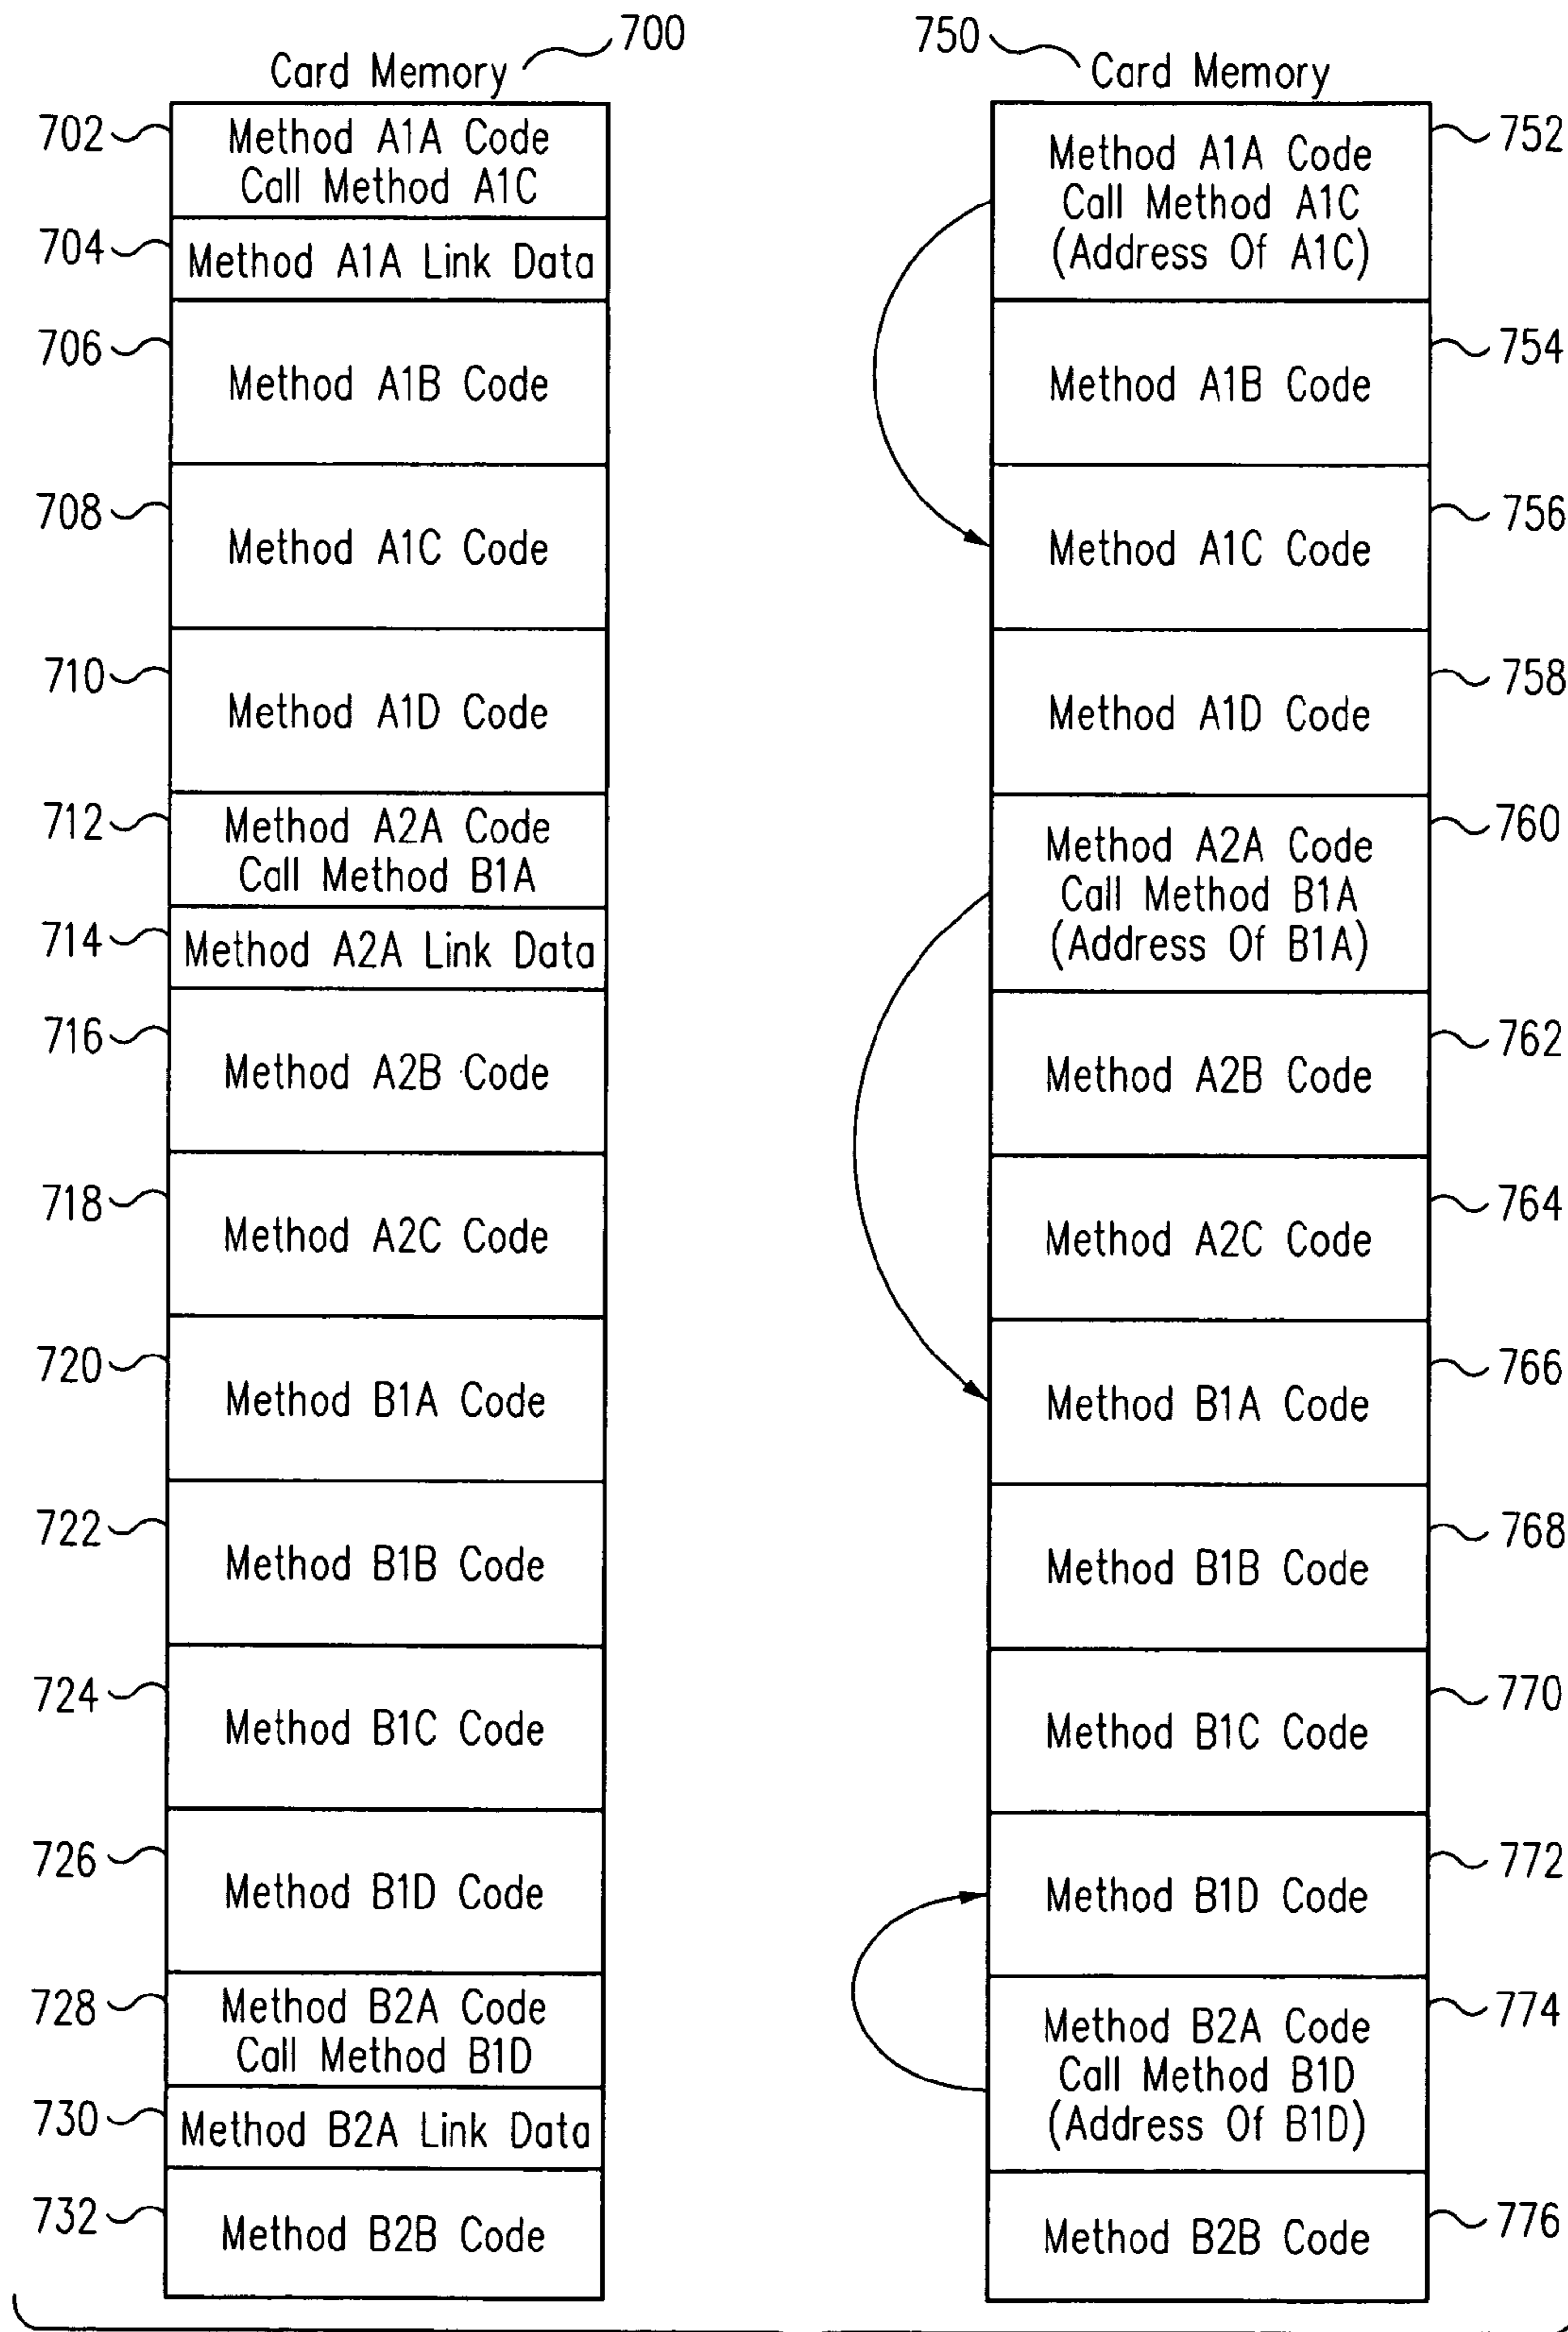 700
Card Memory
702
Method A1A Code
Call Method A1C
704
Method A1A Link Data
706
Method A1B Code
708
Method A1C Code
710
Method A1D Code
712
Method A2A Code
Call Method B1A
714
Method A2A Link Data
716
Method A2B Code
718
Method A2C Code
720
Method B1A Code
722
Method B1B Code
724
Method B1C Code
726
Method B1D Code
728
Method B2A Code
Call Method B1D
730
Method B2A Link Data
732
Method B2B Code
750
Card Memory
752
Method A1A Code
Call Method A1C
(Address Of A1C)
754
Method A1B Code
756
Method A1C Code
758
Method A1D Code
760
Method A2A Code
Call Method B1A
(Address Of B1A)
762
Method A2B Code
764
Method A2C Code
766
Method B1A Code
768
Method B1B Code
770
Method B1C Code
772
Method B1D Code
774
Method B2A Code
Call Method B1D
(Address Of B1D)
776
Method B2B Code